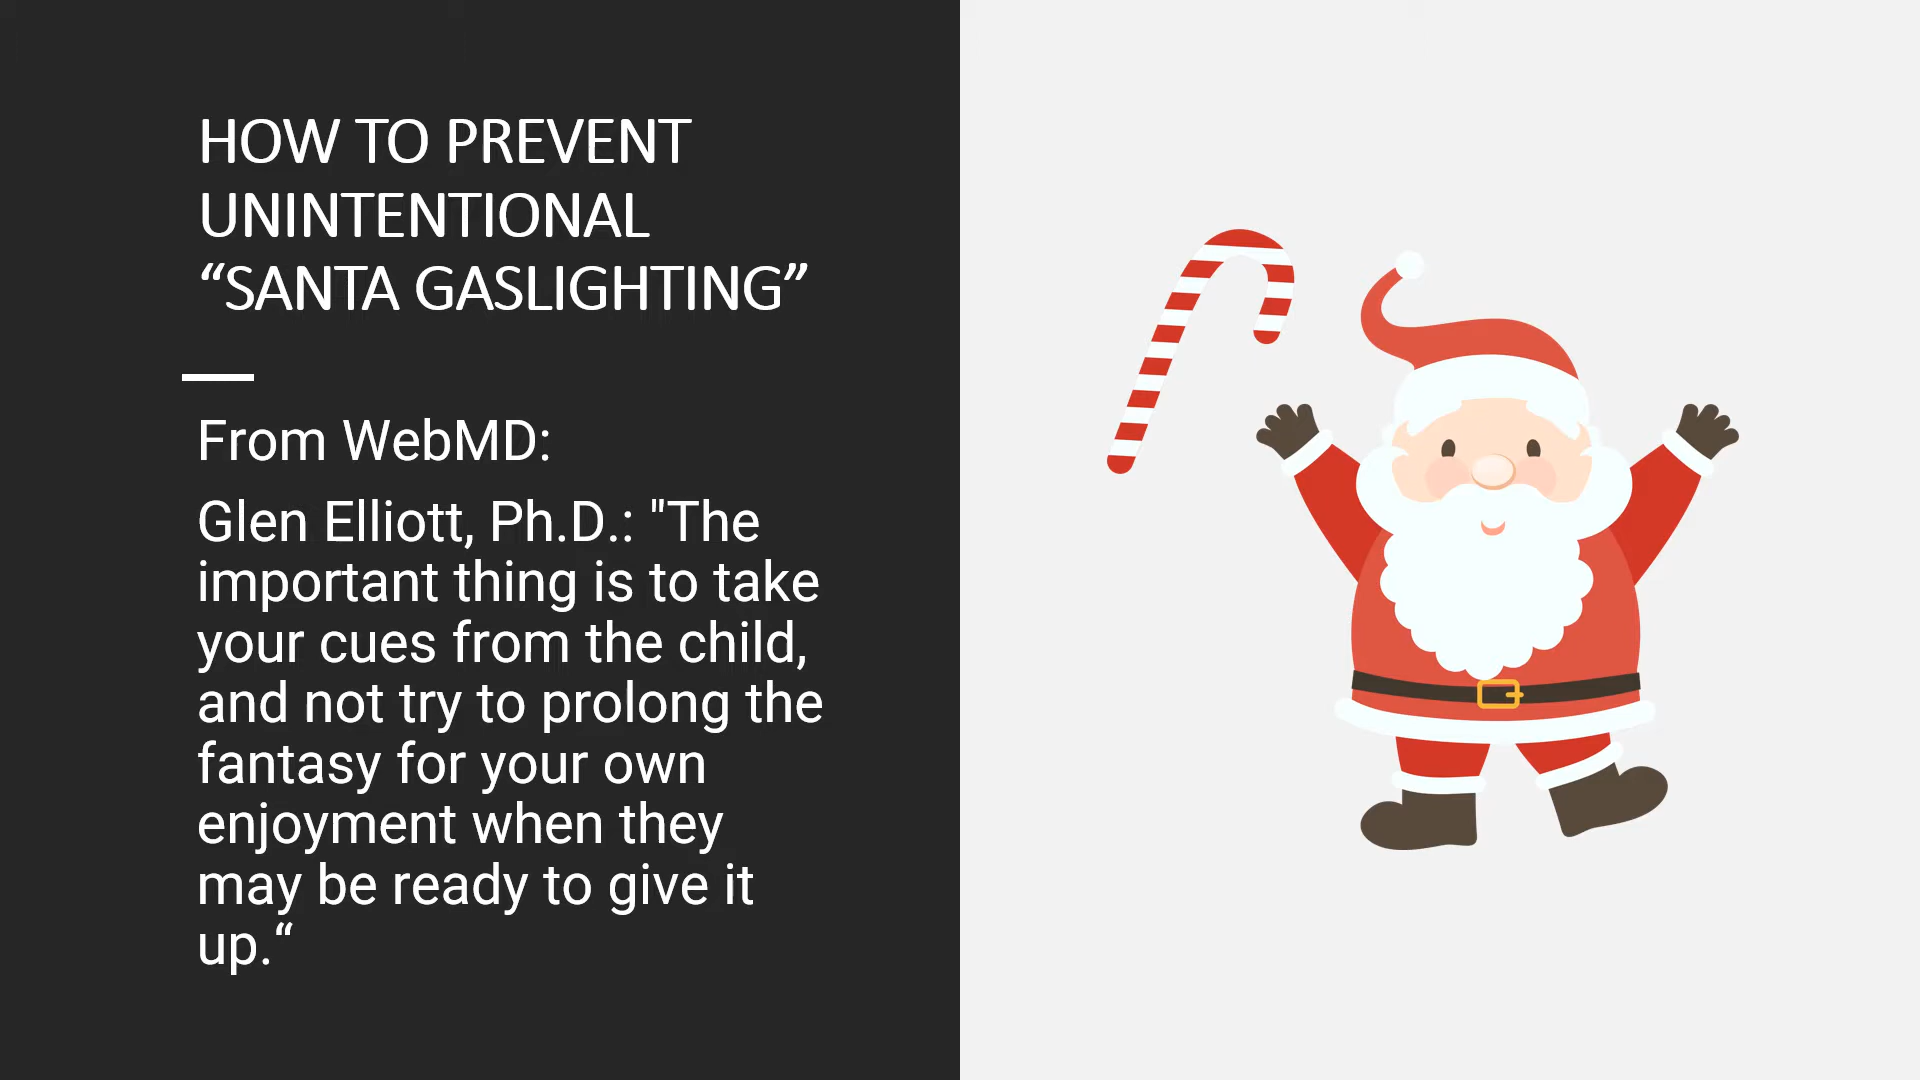 HOW TO PREVENT
UNINTENTIONAL
“SANTA GASLIGHTING”
From WebMD:
Glen Elliott, Ph.D.: "The
important thing is to take
your cues from the child,
and not try to prolong the
fantasy for your own
enjoyment when they
may be ready to give it
up.“